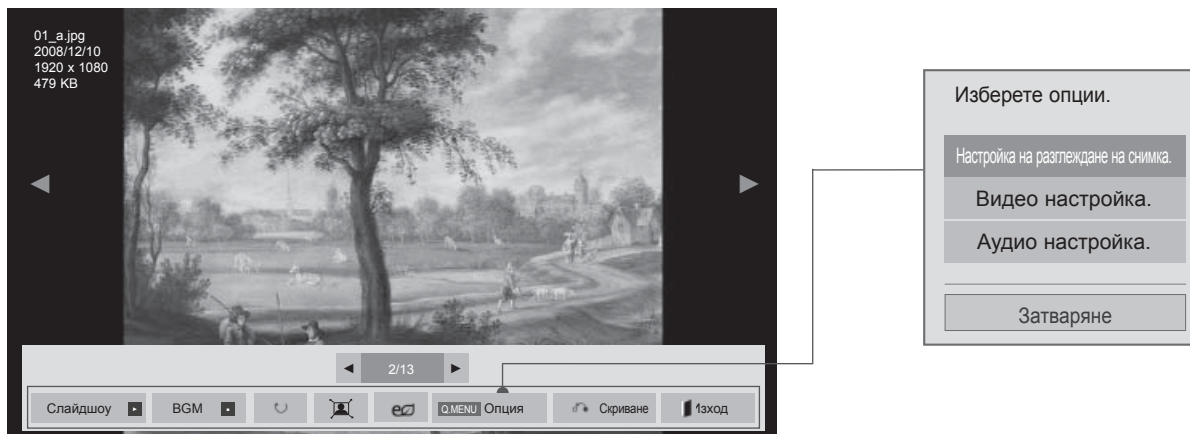 01_a.jpg
2008/12/10
1920 x 1080
479 KB
2/13
Слайдшоу BGM Q.MENU Опция Скриване Изход
Изберете опции.
Настройка на разглеждане на снимка.
Видео настройка.
Аудио настройка.
Затваряне